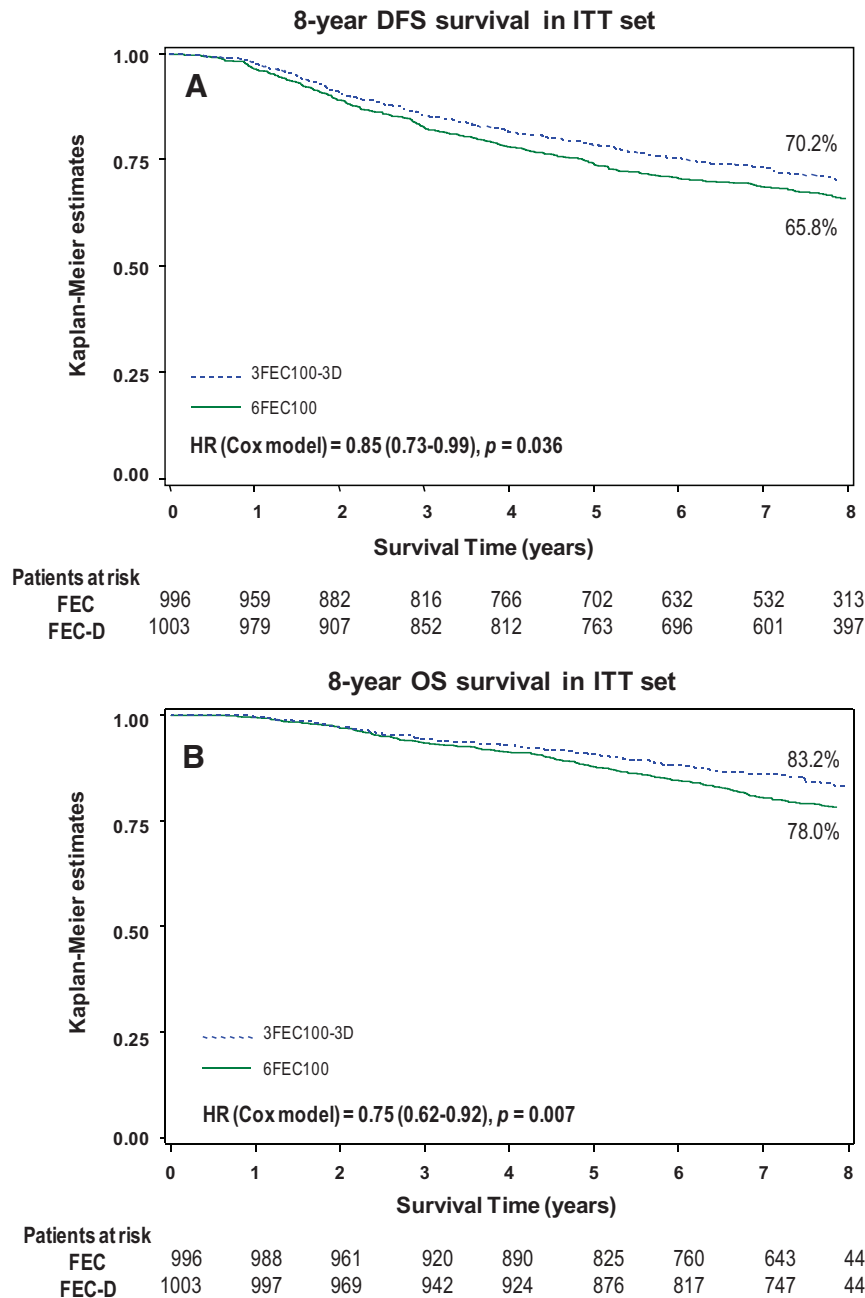 8-year DFS survival in ITT set
A
Kaplan-Meier estimates
1.00
0.75
0.50
0.25
0.00
70.2%
65.8%
3FEC100-3D
6FEC100
HR (Cox model) = 0.85 (0.73-0.99), p = 0.036
0 1 2 3 4 5 6 7 8
Survival Time (years)
Patients at risk
FEC 996 959 882 816 766 702 632 532 313
FEC-D 1003 979 907 852 812 763 696 601 397
8-year OS survival in ITT set
B
Kaplan-Meier estimates
1.00
0.75
0.50
0.25
0.00
83.2%
78.0%
3FEC100-3D
6FEC100
HR (Cox model) = 0.75 (0.62-0.92), p = 0.007
0 1 2 3 4 5 6 7 8
Survival Time (years)
Patients at risk
FEC 996 988 961 920 890 825 760 643 44
FEC-D 1003 997 969 942 924 876 817 747 44